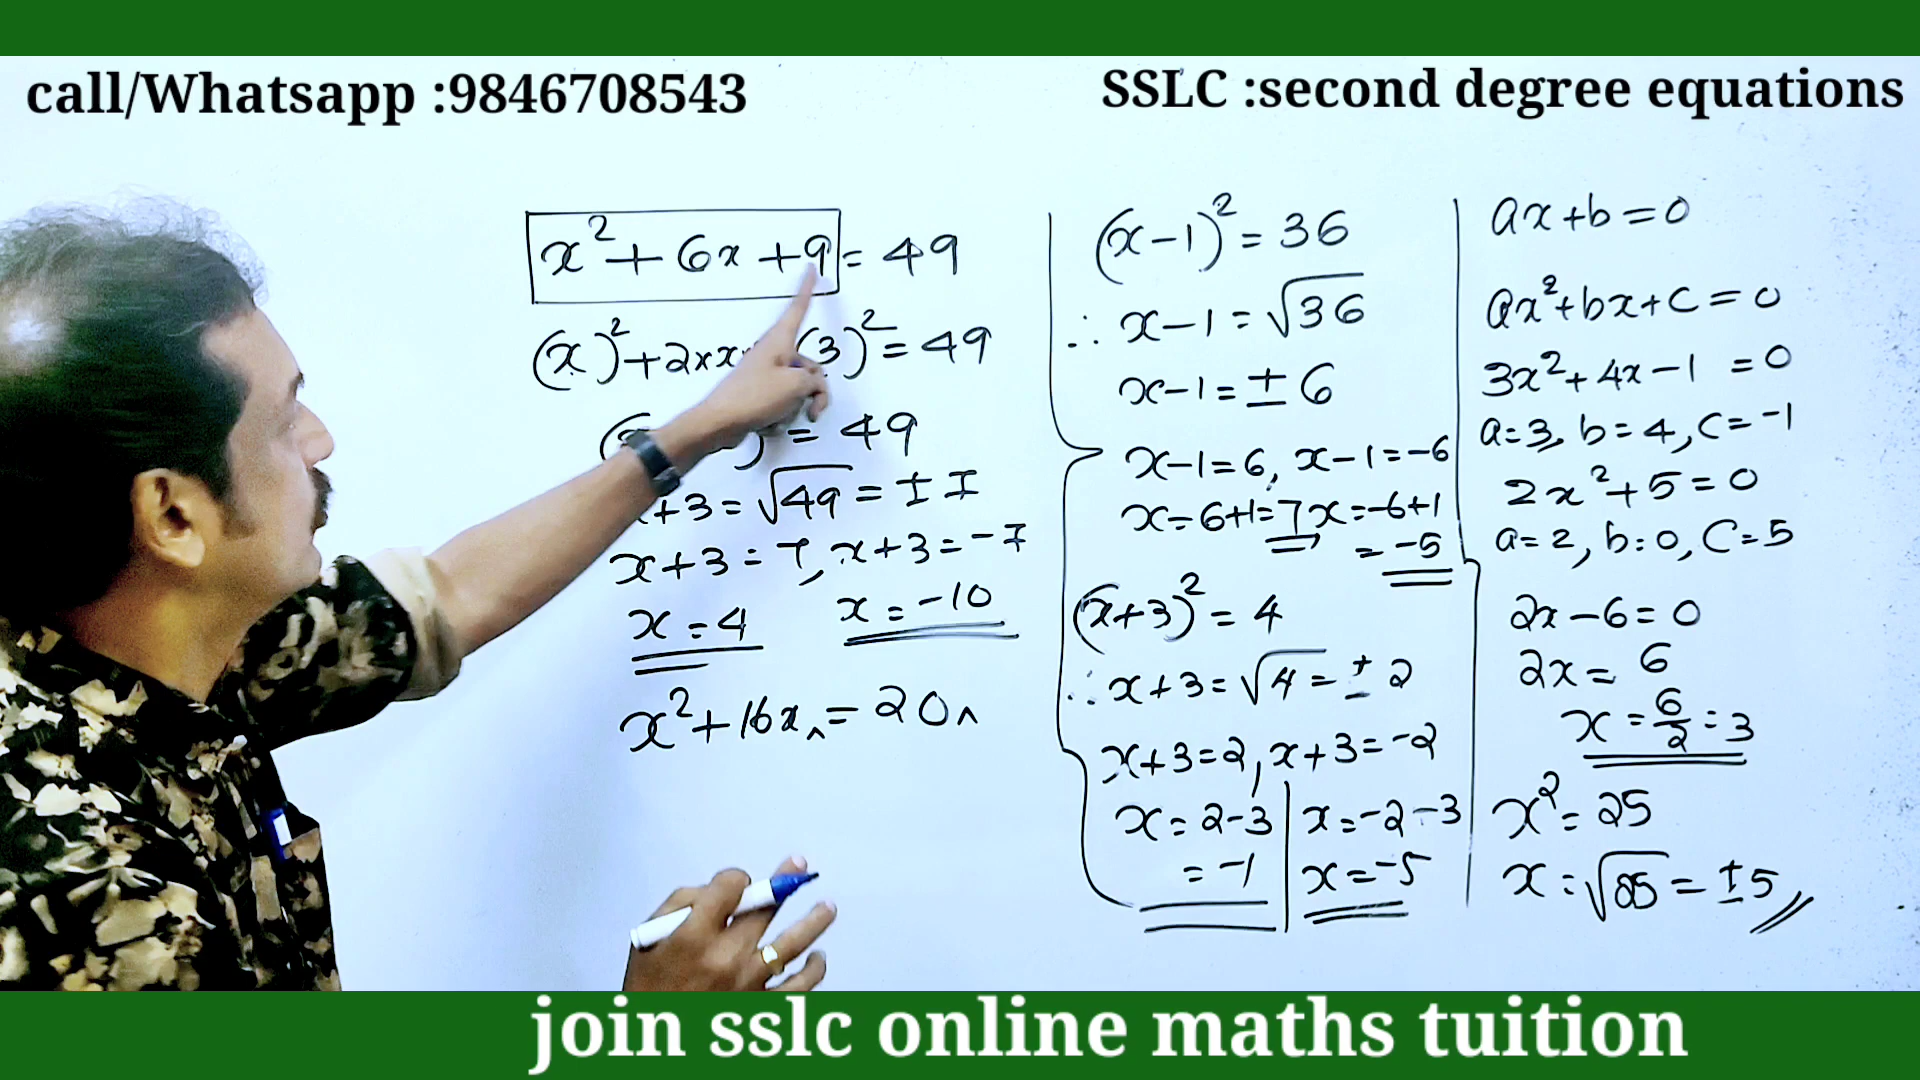 call/Whatsapp :9846708543
SSLC :second degree equations
x² + 6x + 9 = 49
(x)² + 2×x (3)² = 49
= 49
+3 = √49 = ± 7
x+3 = 7, x+3 = -7
x = 4 x = -10
x² + 16x = 20
(x-1)² = 36
∴ x-1 = √36
x-1 = ± 6
x-1=6, x-1=-6
x=6+1=7 x=-6+1
= -5
(x+3)² = 4
∴ x+3 = √4 = ± 2
x+3=2, x+3=-2
x=2-3 x=-2-3
= -1 x=-5
ax+b=0
ax²+bx+c=0
3x²+4x-1 =0
a=3, b=4, c=-1
2x²+5=0
a=2, b=0, c=5
2x-6=0
2x= 6
x = 6/2 = 3
x² = 25
x = = ±5
join sslc online maths tuition